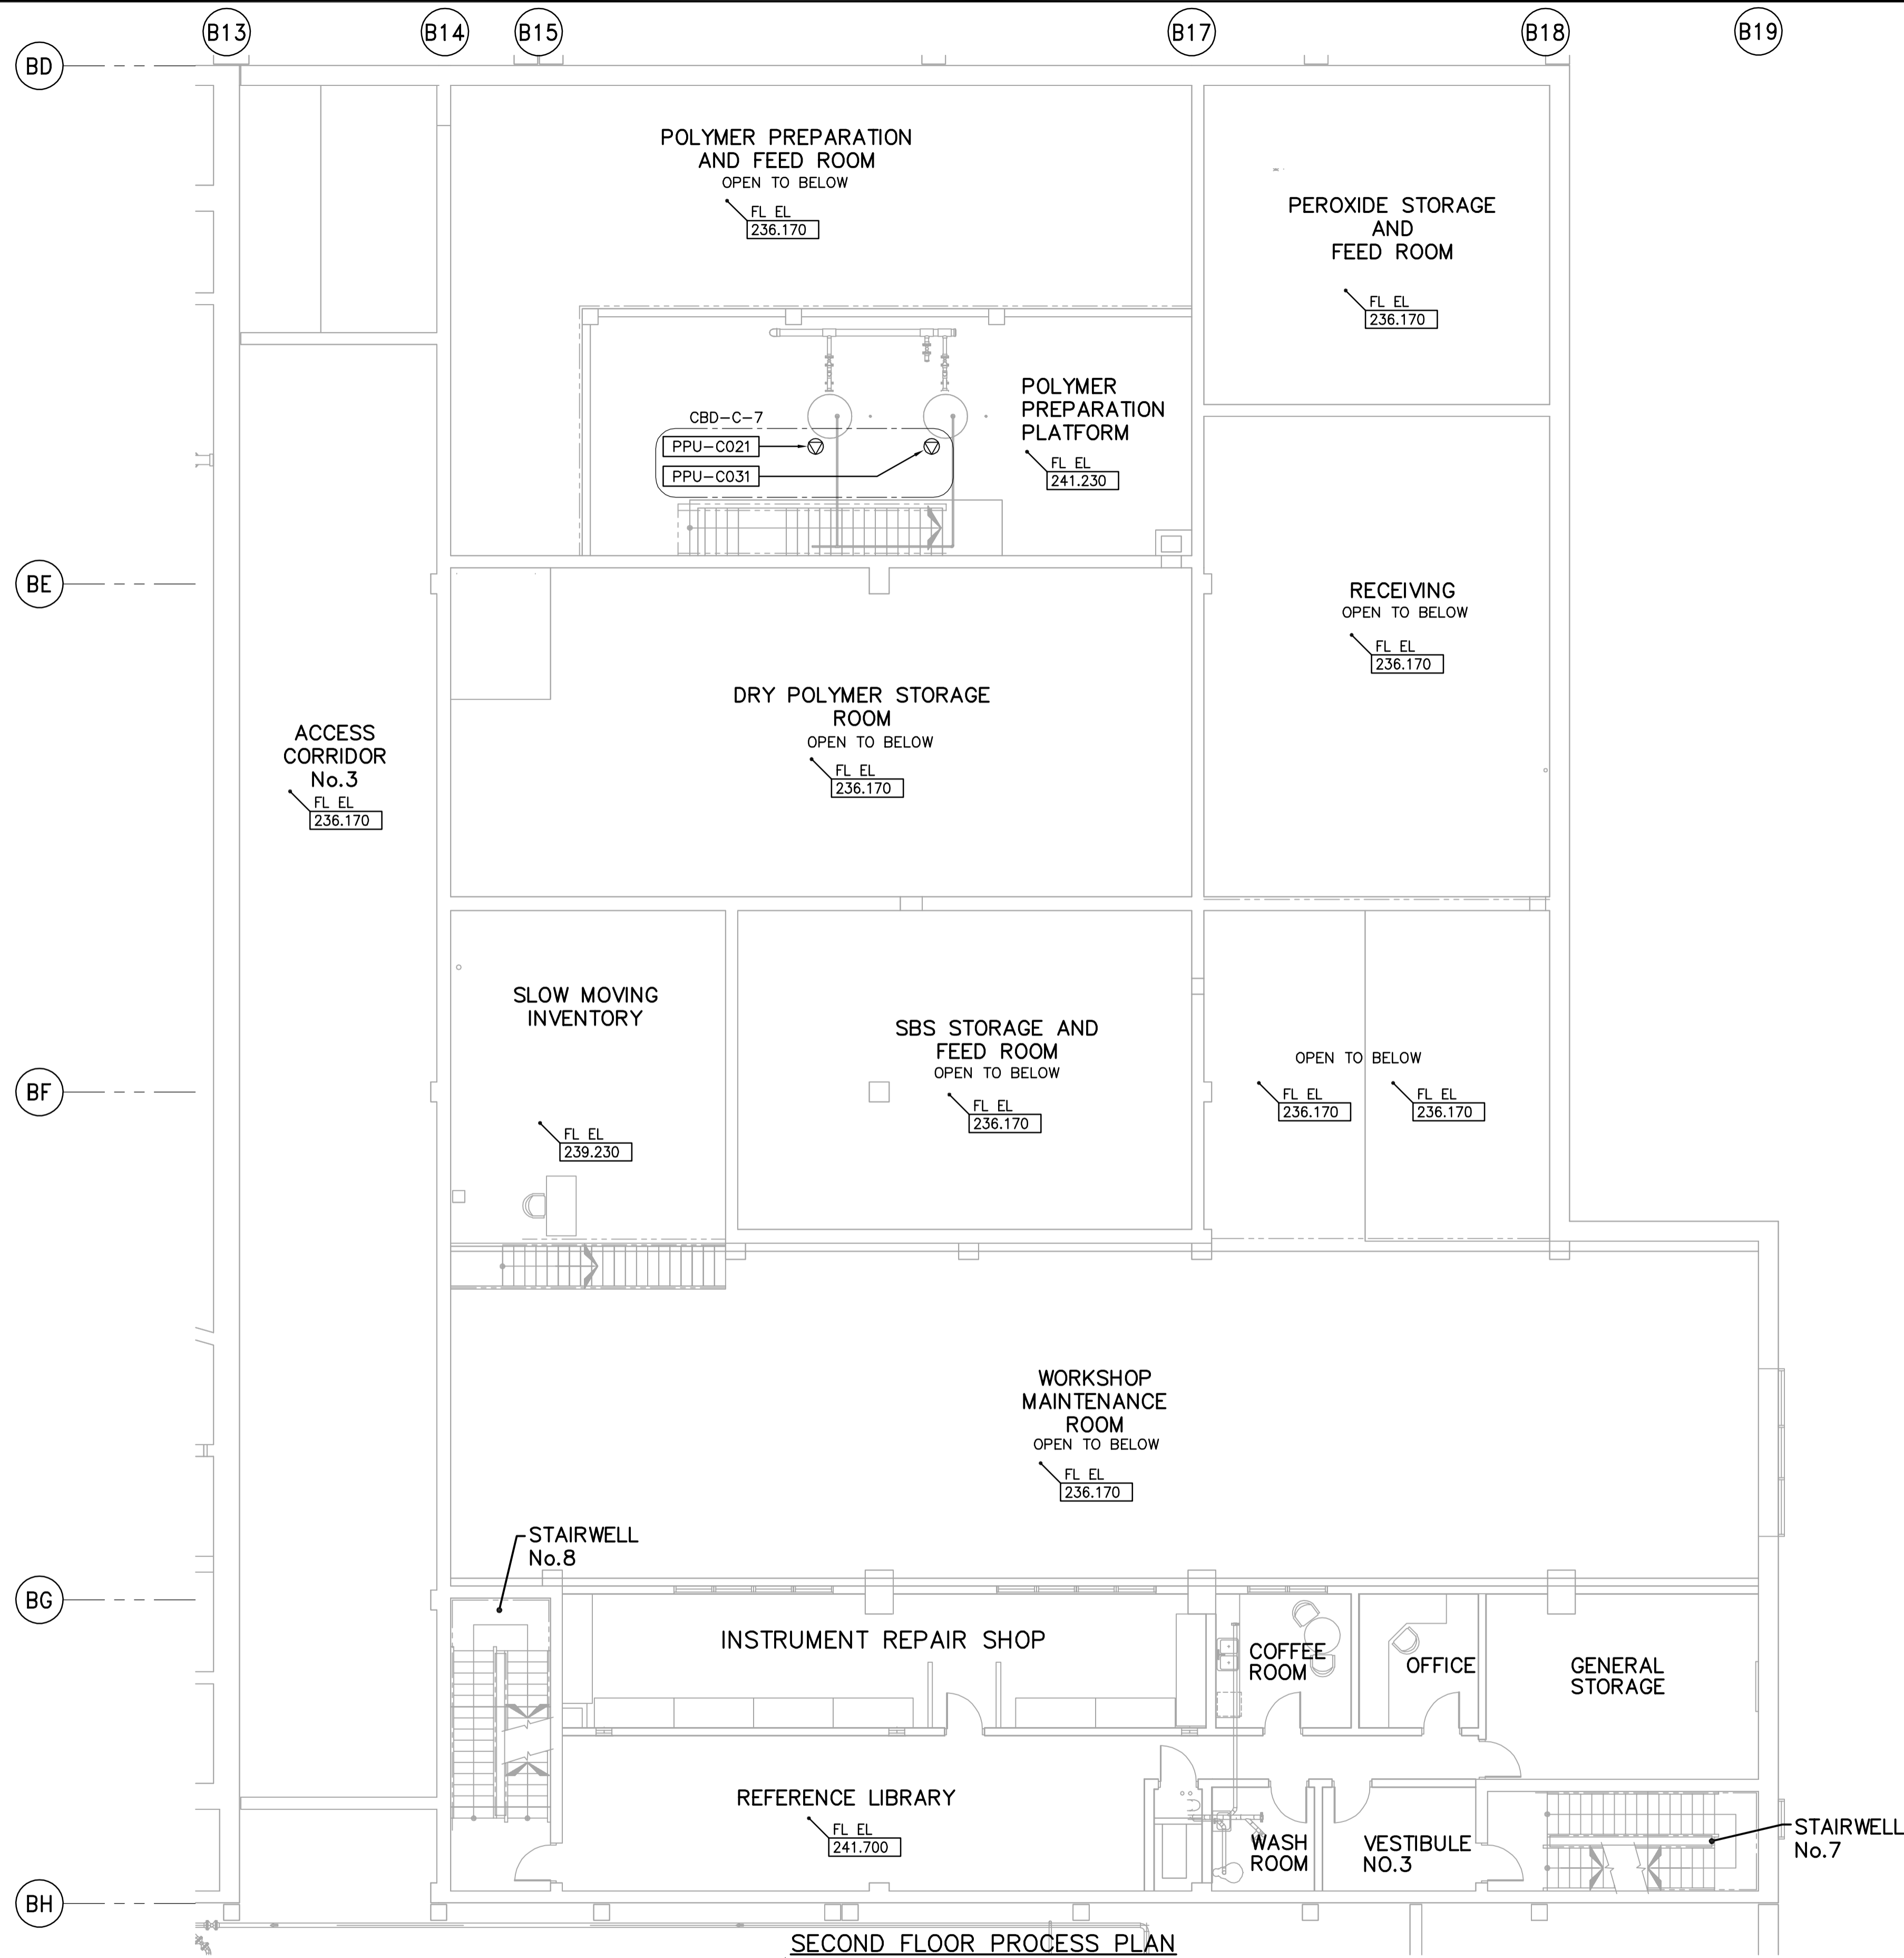 B13
B14
B15
B17
B18
B19
BD
POLYMER PREPARATION
AND FEED ROOM
OPEN TO BELOW
FL EL
236.170
PEROXIDE STORAGE
AND
FEED ROOM
FL EL
236.170
POLYMER
PREPARATION
PLATFORM
FL EL
241.230
CBD-C-7
PPU-C021
PPU-C031
BE
RECEIVING
OPEN TO BELOW
FL EL
236.170
DRY POLYMER STORAGE
ROOM
OPEN TO BELOW
FL EL
236.170
ACCESS
CORRIDOR
No.3
FL EL
236.170
SLOW MOVING
INVENTORY
FL EL
239.230
SBS STORAGE AND
FEED ROOM
OPEN TO BELOW
FL EL
236.170
OPEN TO BELOW
FL EL
236.170
FL EL
236.170
BF
WORKSHOP
MAINTENANCE
ROOM
OPEN TO BELOW
FL EL
236.170
STAIRWELL
No.8
BG
INSTRUMENT REPAIR SHOP
COFFEE
ROOM
OFFICE
GENERAL
STORAGE
REFERENCE LIBRARY
FL EL
241.700
WASH
ROOM
VESTIBULE
NO.3
STAIRWELL
No.7
BH
SECOND FLOOR PROCESS PLAN